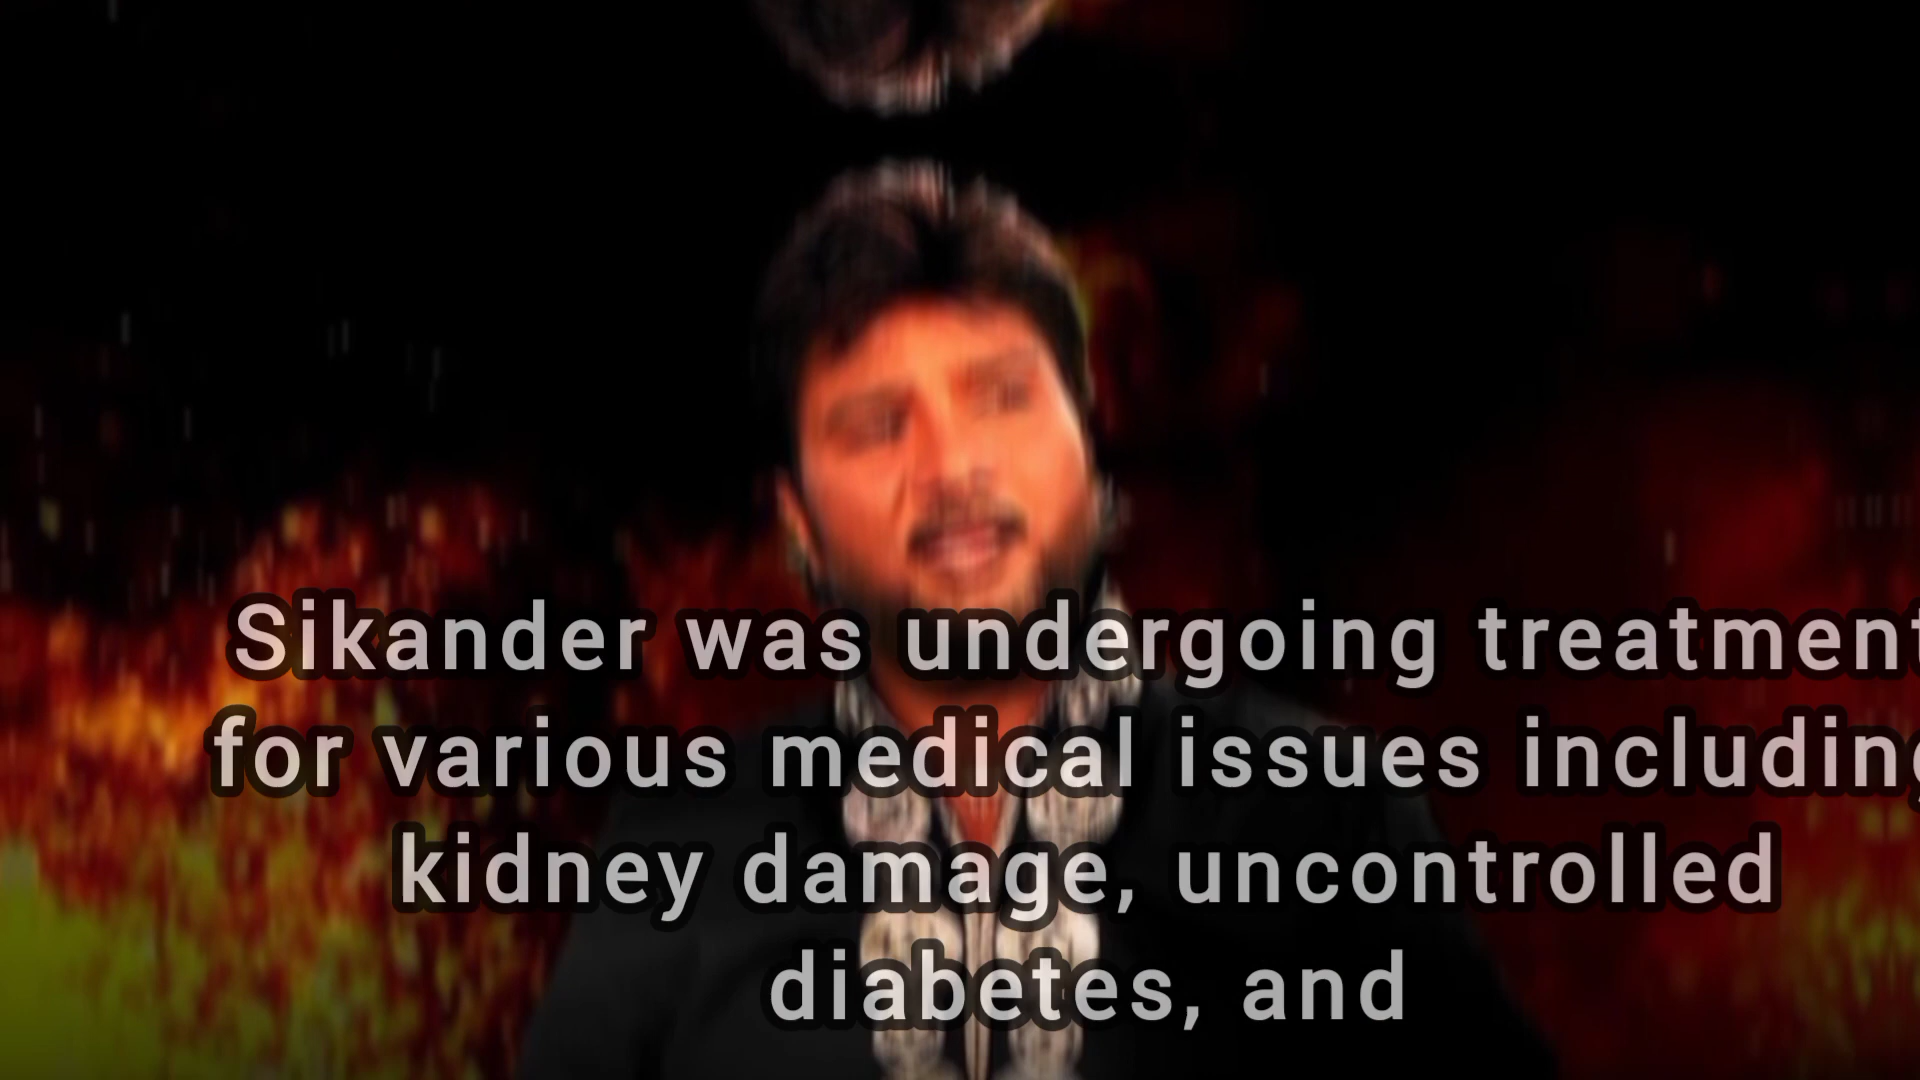 Sikander was undergoing treatment
for various medical issues including
kidney damage, uncontrolled
diabetes, and